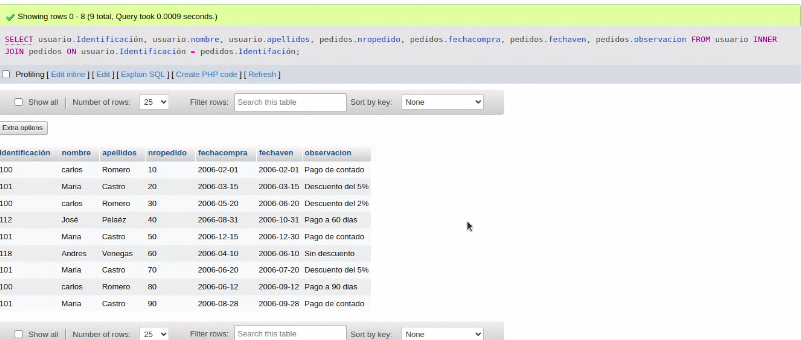 Showing rows 0 - 8 (9 total, Query took 0.0009 seconds.)
SELECT usuario.Identificación, usuario.nombre, usuario.apellidos, pedidos.nropedido, pedidos.fechacompra, pedidos.fechaven, pedidos.observacion FROM usuario INNER
JOIN pedidos ON usuario.Identificación = pedidos.Identifación;
Profiling [ Edit inline ] [ Edit ] [ Explain SQL ] [ Create PHP code ] [ Refresh ]
Show all | Number of rows: 25 Filter rows: Search this table Sort by key: None
Extra options
Identificación nombre apellidos nropedido fechacompra fechaven observacion
100 carlos Romero 10 2006-02-01 2006-02-01 Pago de contado
101 Maria Castro 20 2006-03-15 2006-03-15 Descuento del 5%
100 carlos Romero 30 2006-05-20 2006-06-20 Descuento del 2%
112 José Pelaéz 40 2066-08-31 2006-10-31 Pago a 60 dias
101 Maria Castro 50 2006-12-15 2006-12-30 Pago de contado
118 Andres Venegas 60 2006-04-10 2006-06-10 Sin descuento
101 Maria Castro 70 2006-06-20 2006-07-20 Descuento del 5%
100 carlos Romero 80 2006-06-12 2006-09-12 Pago a 90 dias
101 Maria Castro 90 2006-08-28 2006-09-28 Pago de contado
Show all | Number of rows: 25 Filter rows: Search this table Sort by key: None